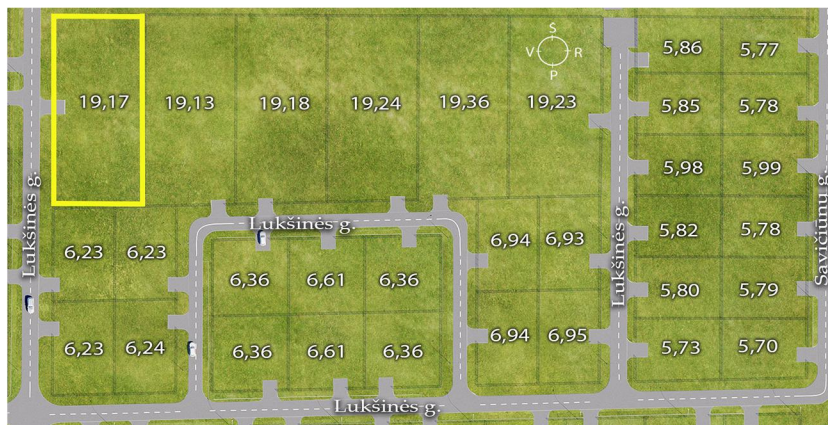 S
V R
P
19,17 19,13 19,18 19,24 19,36 19,23
5,86 5,77
5,85 5,78
5,98 5,99
5,82 5,78
5,80 5,79
5,73 5,70
Lukšinės g.
Lukšinės g.
Lukšinės g.
Savičiūnų g.
6,23 6,23
6,23 6,24
6,36 6,61 6,36
6,36 6,61 6,36
6,94 6,93
6,94 6,95
Lukšinės g.